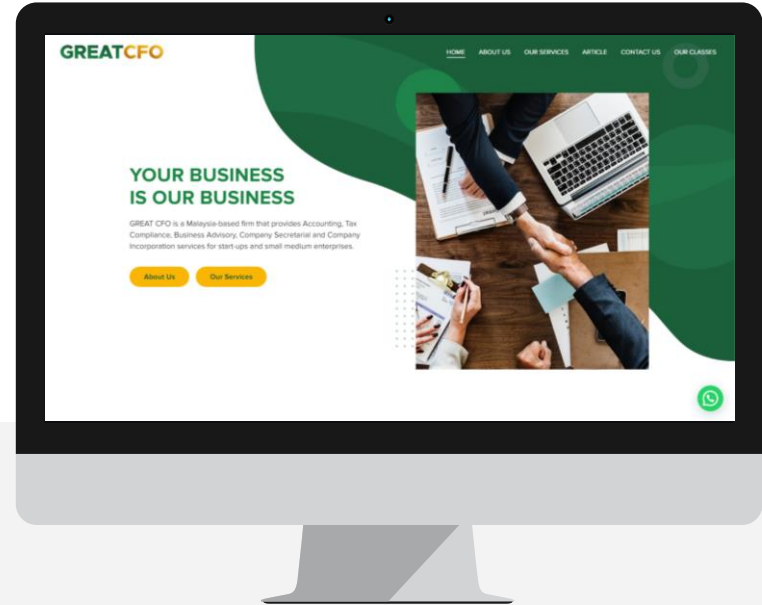 GREATCFO
HOME ABOUT US OUR SERVICES ARTICLE CONTACT US OUR CLASSES
YOUR BUSINESS
IS OUR BUSINESS
GREAT CFO is a Malaysia-based firm that provides Accounting, Tax
Compliance, Business Advisory, Company Secretarial and Company
Incorporation services for start-ups and small medium enterprises.
About Us Our Services